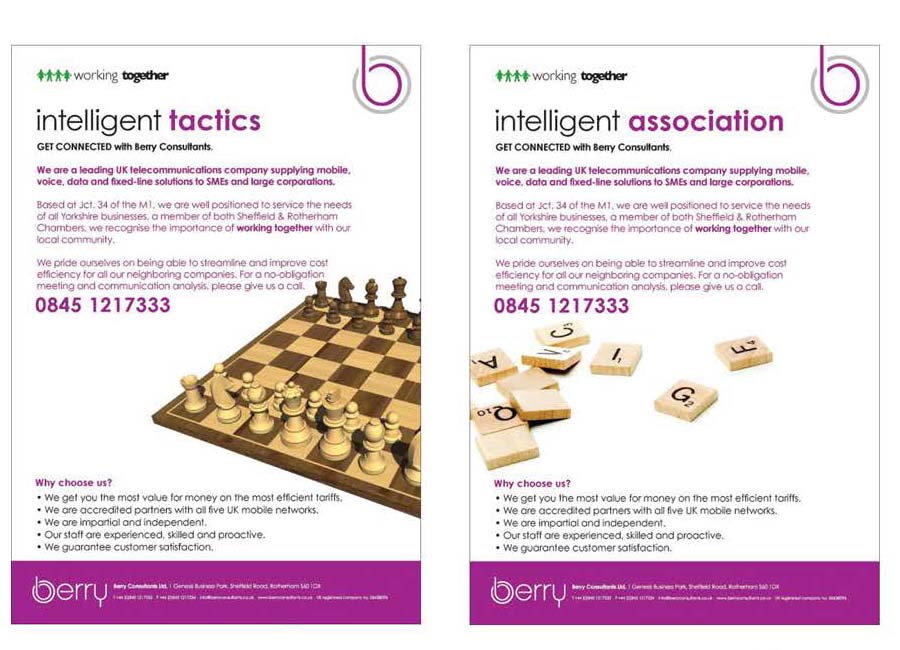 working together
b
intelligent tactics
GET CONNECTED with Berry Consultants.
We are a leading UK telecommunications company supplying mobile,
voice, data and fixed-line solutions to SMEs and large corporations.
Based at Jct. 34 of the M1, we are well positioned to service the needs
of all Yorkshire businesses, a member of both Sheffield & Rotherham
Chambers, we recognise the importance of working together with our
local community.
We pride ourselves on being able to streamline and improve cost
efficiency for all our neighboring companies. For a no-obligation
meeting and communication analysis, please give us a call.
0845 1217333
Why choose us?
• We get you the most value for money on the most efficient tariffs.
• We are accredited partners with all five UK mobile networks.
• We are impartial and independent.
• Our staff are experienced, skilled and proactive.
• We guarantee customer satisfaction.
berry
Berry Consultants Ltd. | Genesis Business Park, Sheffield Road, Rotherham S60 1DX
working together
b
intelligent association
GET CONNECTED with Berry Consultants.
We are a leading UK telecommunications company supplying mobile,
voice, data and fixed-line solutions to SMEs and large corporations.
Based at Jct. 34 of the M1, we are well positioned to service the needs
of all Yorkshire businesses, a member of both Sheffield & Rotherham
Chambers, we recognise the importance of working together with our
local community.
We pride ourselves on being able to streamline and improve cost
efficiency for all our neighboring companies. For a no-obligation
meeting and communication analysis, please give us a call.
0845 1217333
C3
A1
I1
F4
G2
Q10
Why choose us?
• We get you the most value for money on the most efficient tariffs.
• We are accredited partners with all five UK mobile networks.
• We are impartial and independent.
• Our staff are experienced, skilled and proactive.
• We guarantee customer satisfaction.
berry
Berry Consultants Ltd. | Genesis Business Park, Sheffield Road, Rotherham S60 1DX